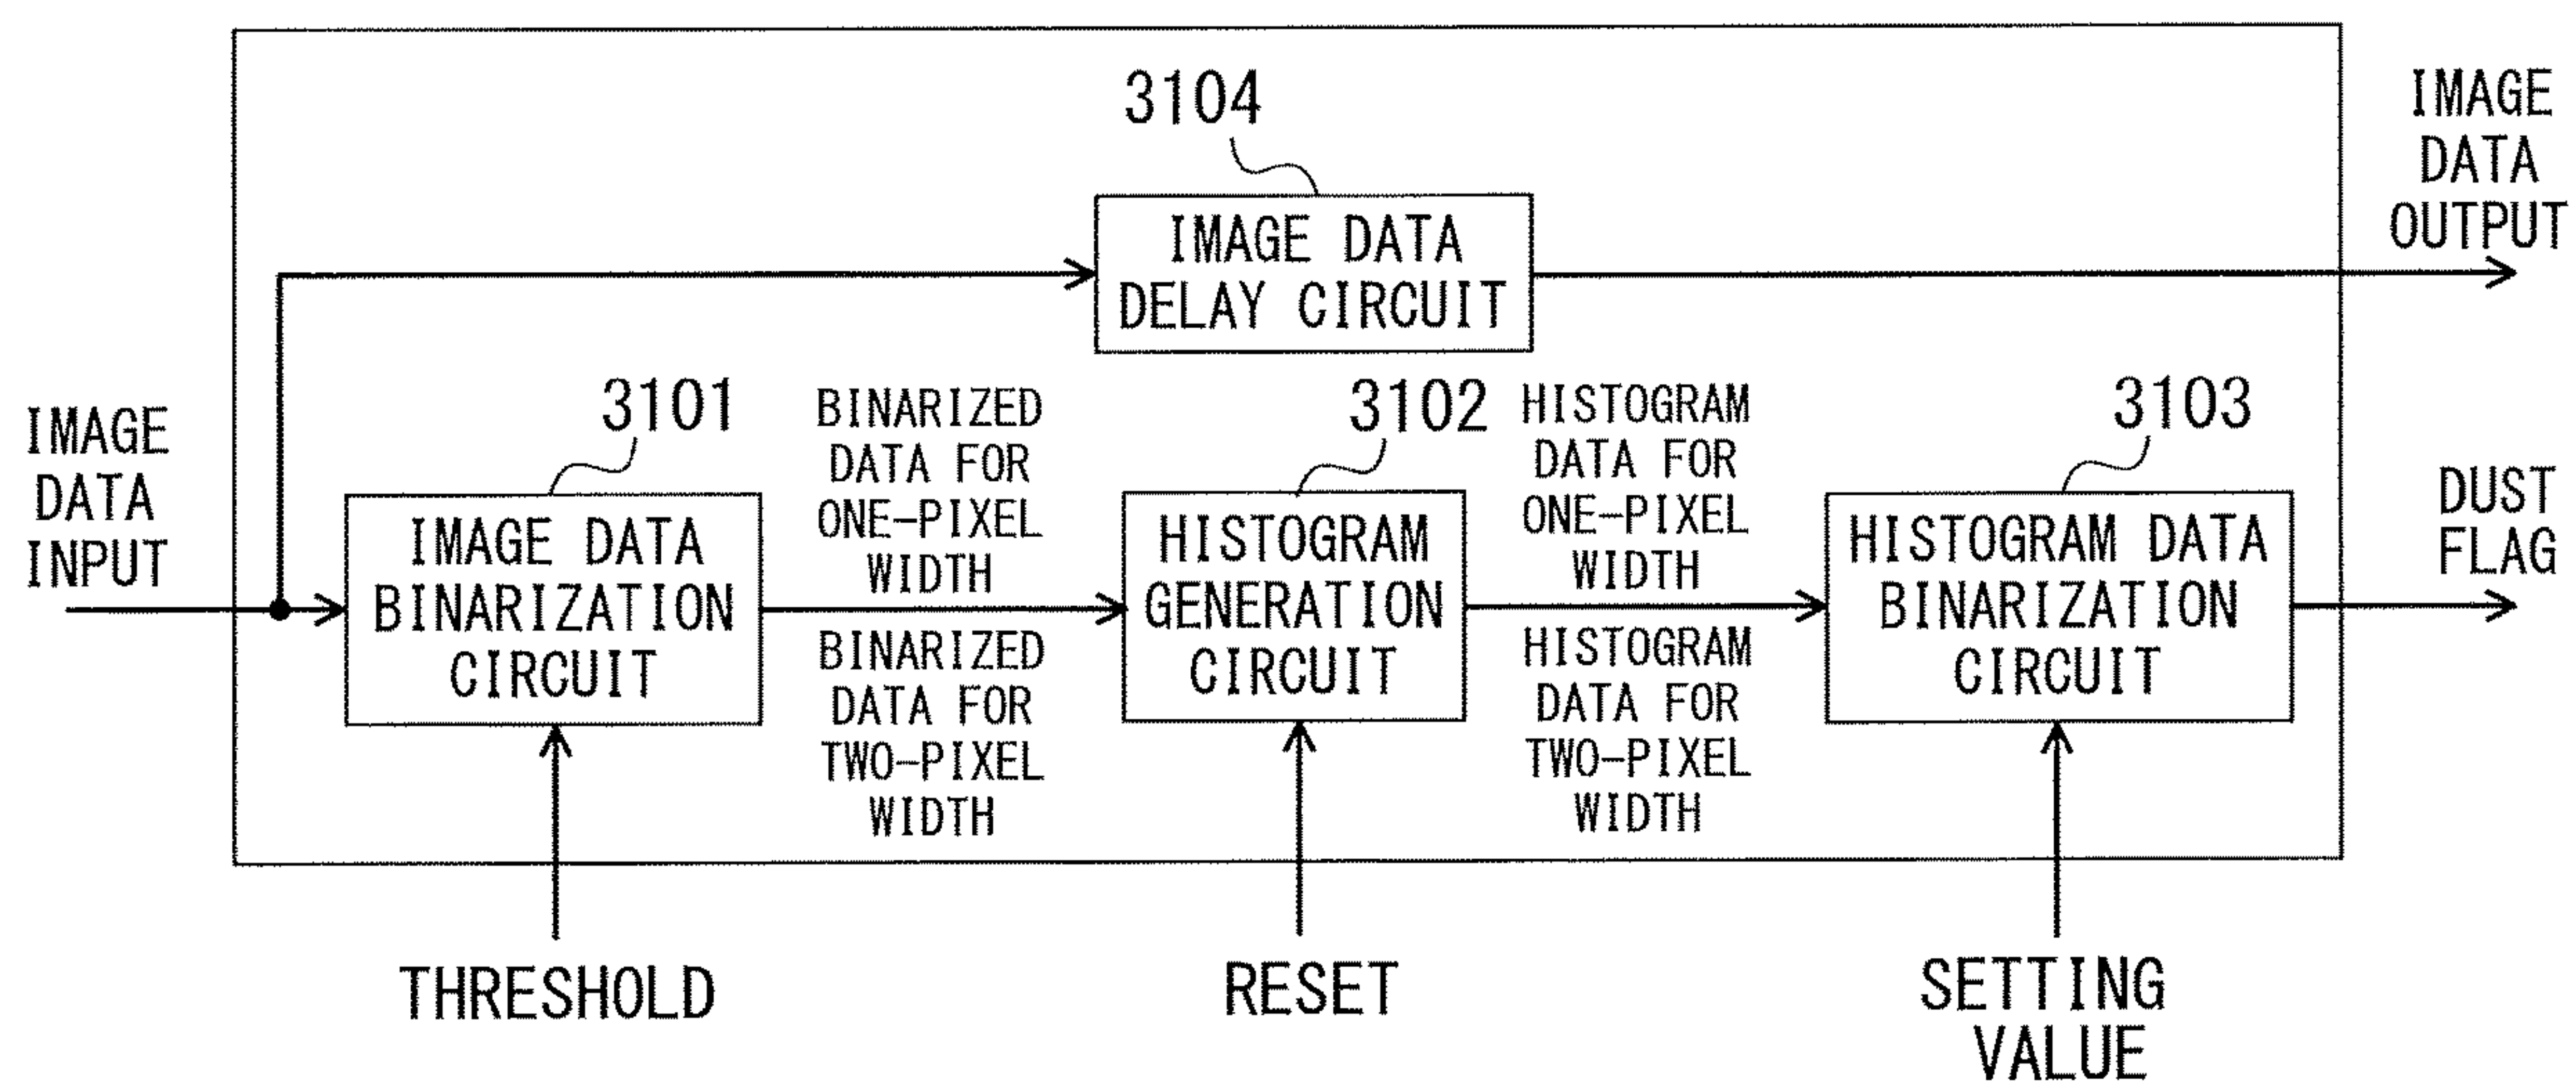 3104
IMAGE
DATA
OUTPUT
IMAGE DATA
DELAY CIRCUIT
IMAGE
DATA
INPUT
3101
IMAGE DATA
BINARIZATION
CIRCUIT
BINARIZED
DATA FOR
ONE-PIXEL
WIDTH
BINARIZED
DATA FOR
TWO-PIXEL
WIDTH
3102
HISTOGRAM
GENERATION
CIRCUIT
HISTOGRAM
DATA FOR
ONE-PIXEL
WIDTH
HISTOGRAM
DATA FOR
TWO-PIXEL
WIDTH
3103
HISTOGRAM DATA
BINARIZATION
CIRCUIT
DUST
FLAG
THRESHOLD
RESET
SETTING
VALUE